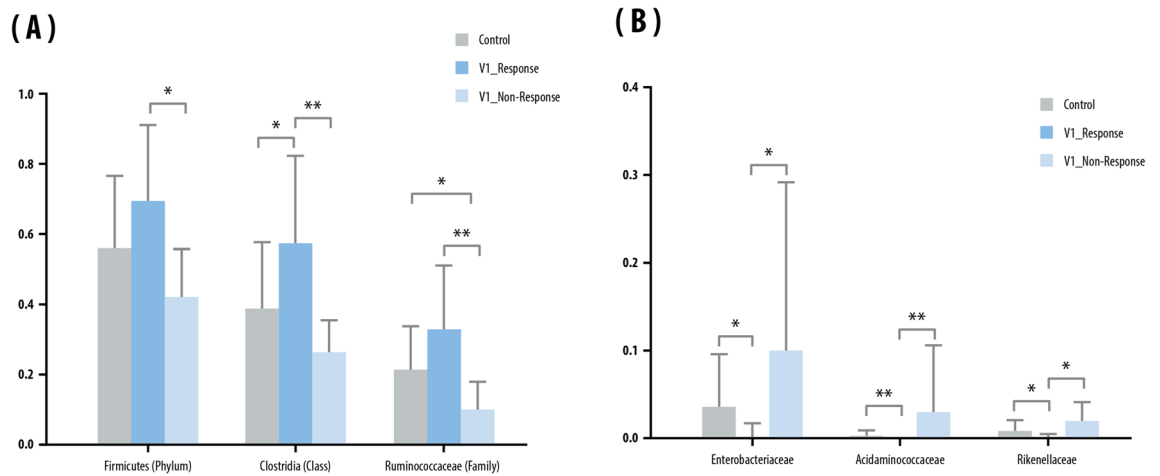 ( A )
Control
V1_Response
V1_Non-Response
1.0
0.8
0.6
0.4
0.2
0.0
*
*
**
*
**
Firmicutes (Phylum)
Clostridia (Class)
Ruminococcaceae (Family)
( B )
Control
V1_Response
V1_Non-Response
0.4
0.3
0.2
0.1
0.0
*
*
**
**
*
*
Enterobacteriaceae
Acidaminococcaceae
Rikenellaceae